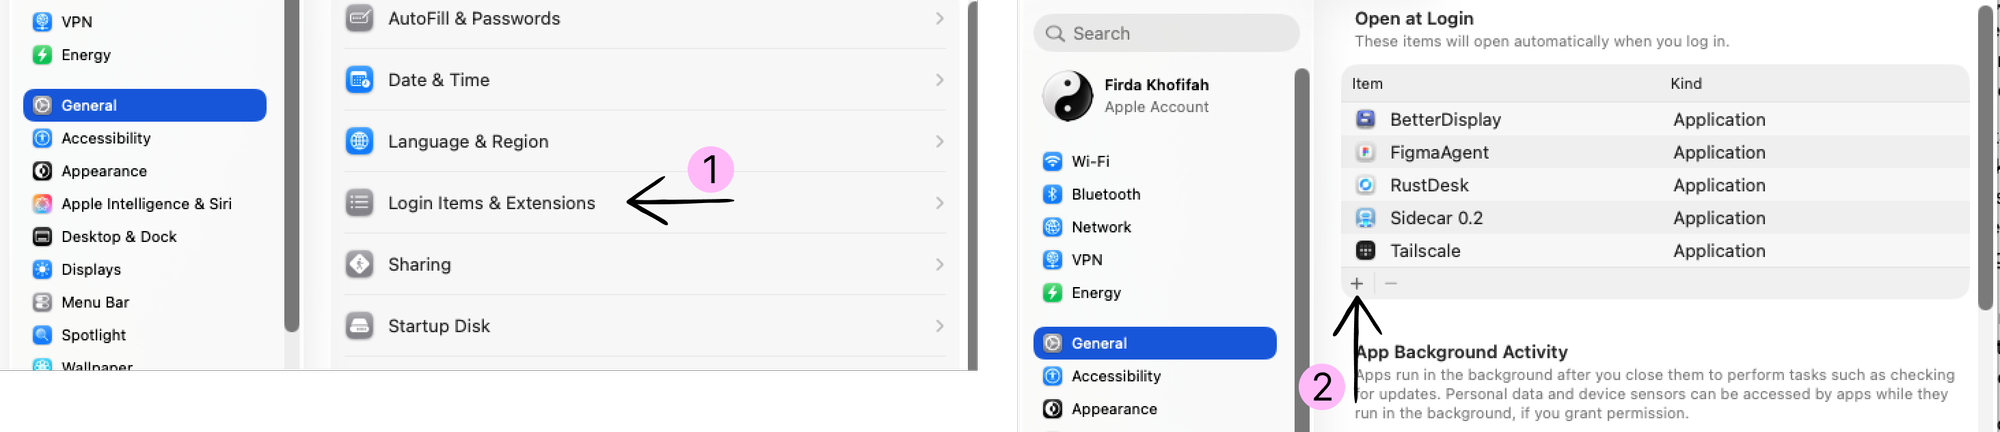 VPN
Energy
General
Accessibility
Appearance
Apple Intelligence & Siri
Desktop & Dock
Displays
Menu Bar
Spotlight
Wallpaper
AutoFill & Passwords
Date & Time
Language & Region
Login Items & Extensions
Sharing
Startup Disk
1
Search
Firda Khofifah
Apple Account
Wi-Fi
Bluetooth
Network
VPN
Energy
General
Accessibility
Appearance
Open at Login
These items will open automatically when you log in.
Item Kind
BetterDisplay Application
FigmaAgent Application
RustDesk Application
Sidecar 0.2 Application
Tailscale Application
+ −
2
App Background Activity
Apps run in the background after you close them to perform tasks such as checking
for updates. Personal data and device sensors can be accessed by apps while they
run in the background, if you grant permission.